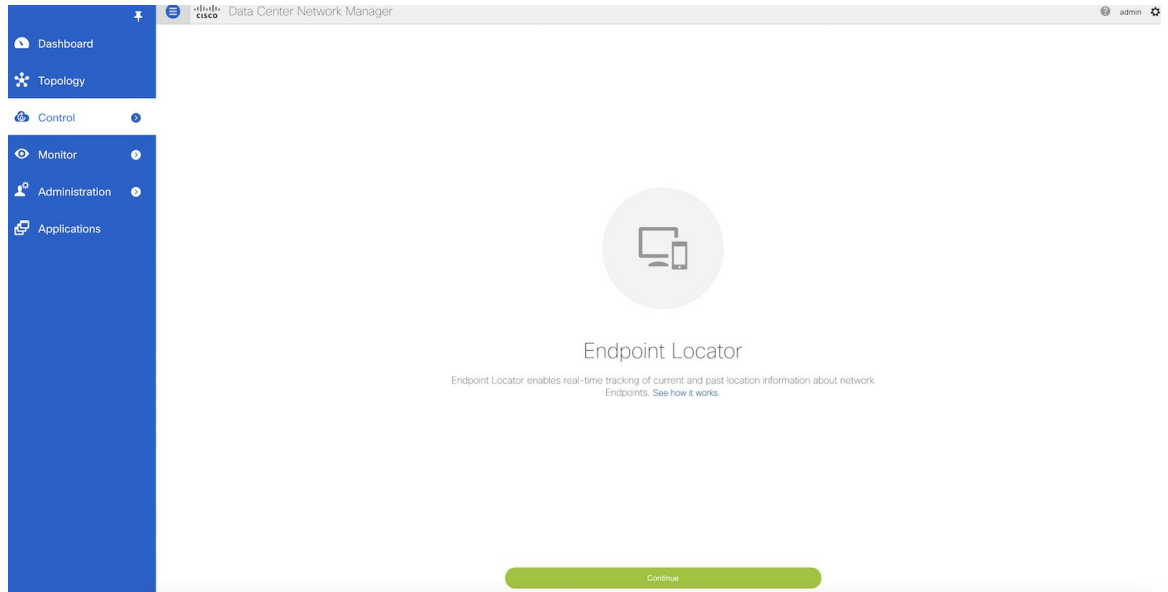 CISCO Data Center Network Manager
admin
Dashboard
Topology
Control
Monitor
Administration
Applications
Endpoint Locator
Endpoint Locator enables real-time tracking of current and past location information about network
Endpoints. See how it works.
Continue